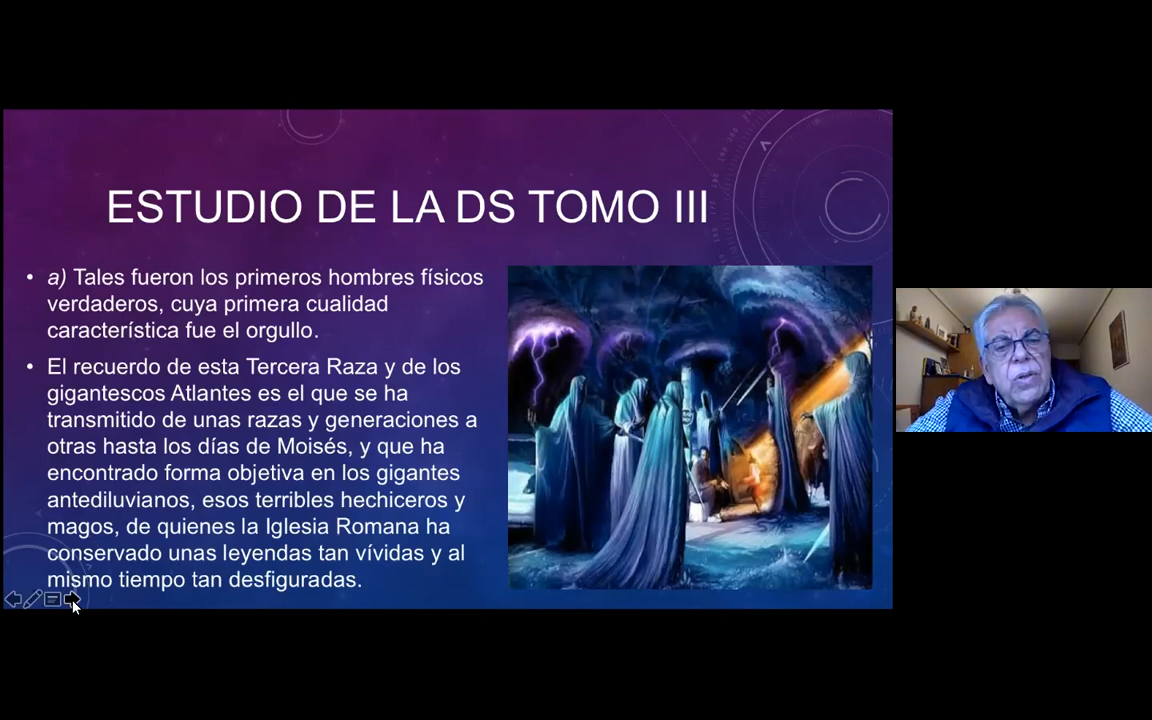 ESTUDIO DE LA DS TOMO III
• a) Tales fueron los primeros hombres físicos
verdaderos, cuya primera cualidad
característica fue el orgullo.
• El recuerdo de esta Tercera Raza y de los
gigantescos Atlantes es el que se ha
transmitido de unas razas y generaciones a
otras hasta los días de Moisés, y que ha
encontrado forma objetiva en los gigantes
antediluvianos, esos terribles hechiceros y
magos, de quienes la Iglesia Romana ha
conservado unas leyendas tan vívidas y al
mismo tiempo tan desfiguradas.